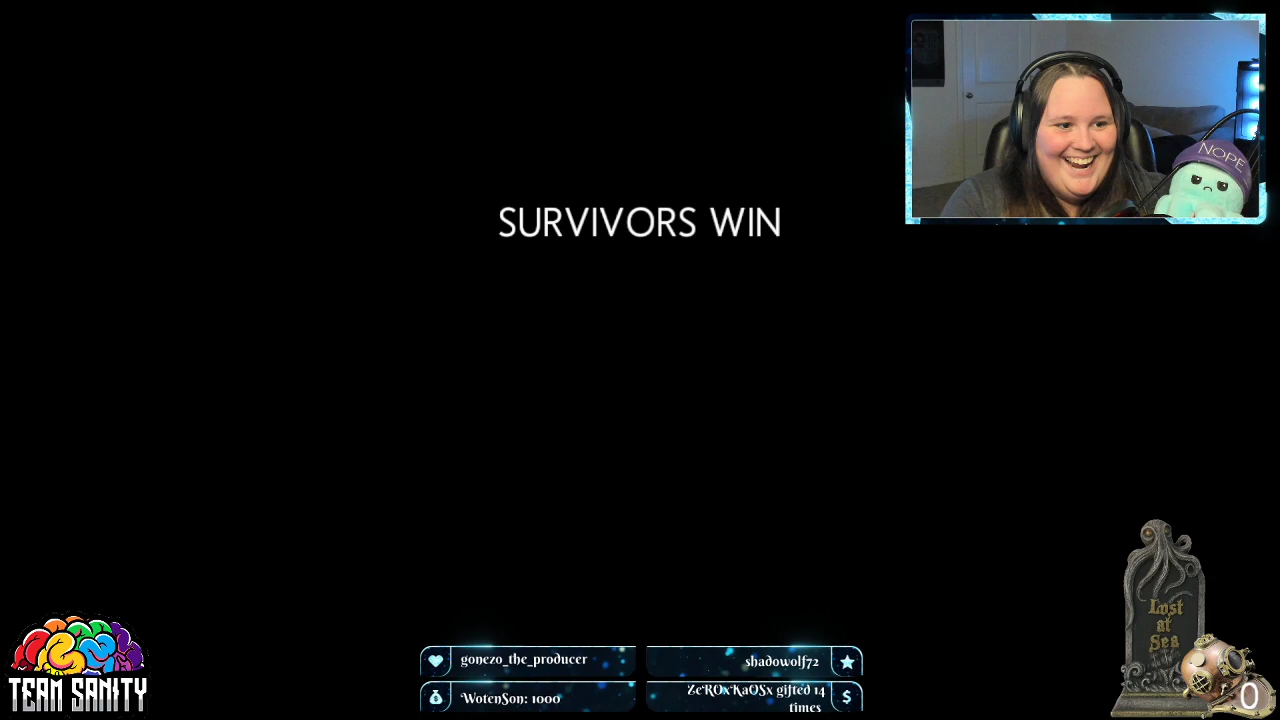 NOPE
SURVIVORS WIN
Lost
at
Sea
0
gonezo_the_producer
shadowolf72
WotenSon: 1000
ZeROxKaOSx gifted 14
times
TEAM SANITY